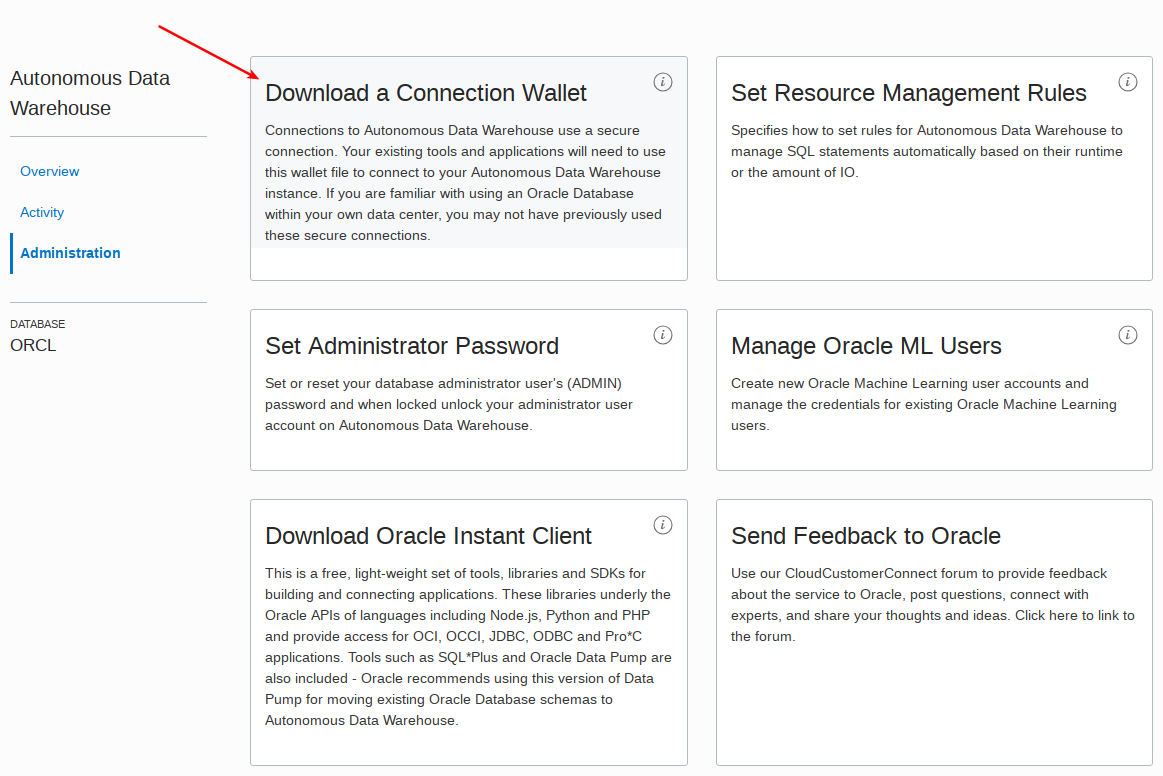 Autonomous Data
Warehouse
Overview
Activity
Administration
DATABASE
ORCL
Download a Connection Wallet
i
Connections to Autonomous Data Warehouse use a secure
connection. Your existing tools and applications will need to use
this wallet file to connect to your Autonomous Data Warehouse
instance. If you are familiar with using an Oracle Database
within your own data center, you may not have previously used
these secure connections.
Set Resource Management Rules
i
Specifies how to set rules for Autonomous Data Warehouse to
manage SQL statements automatically based on their runtime
or the amount of IO.
Set Administrator Password
i
Set or reset your database administrator user's (ADMIN)
password and when locked unlock your administrator user
account on Autonomous Data Warehouse.
Manage Oracle ML Users
i
Create new Oracle Machine Learning user accounts and
manage the credentials for existing Oracle Machine Learning
users.
Download Oracle Instant Client
i
This is a free, light-weight set of tools, libraries and SDKs for
building and connecting applications. These libraries underly the
Oracle APIs of languages including Node.js, Python and PHP
and provide access for OCI, OCCI, JDBC, ODBC and Pro*C
applications. Tools such as SQL*Plus and Oracle Data Pump are
also included - Oracle recommends using this version of Data
Pump for moving existing Oracle Database schemas to
Autonomous Data Warehouse.
Send Feedback to Oracle
Use our CloudCustomerConnect forum to provide feedback
about the service to Oracle, post questions, connect with
experts, and share your thoughts and ideas. Click here to link to
the forum.